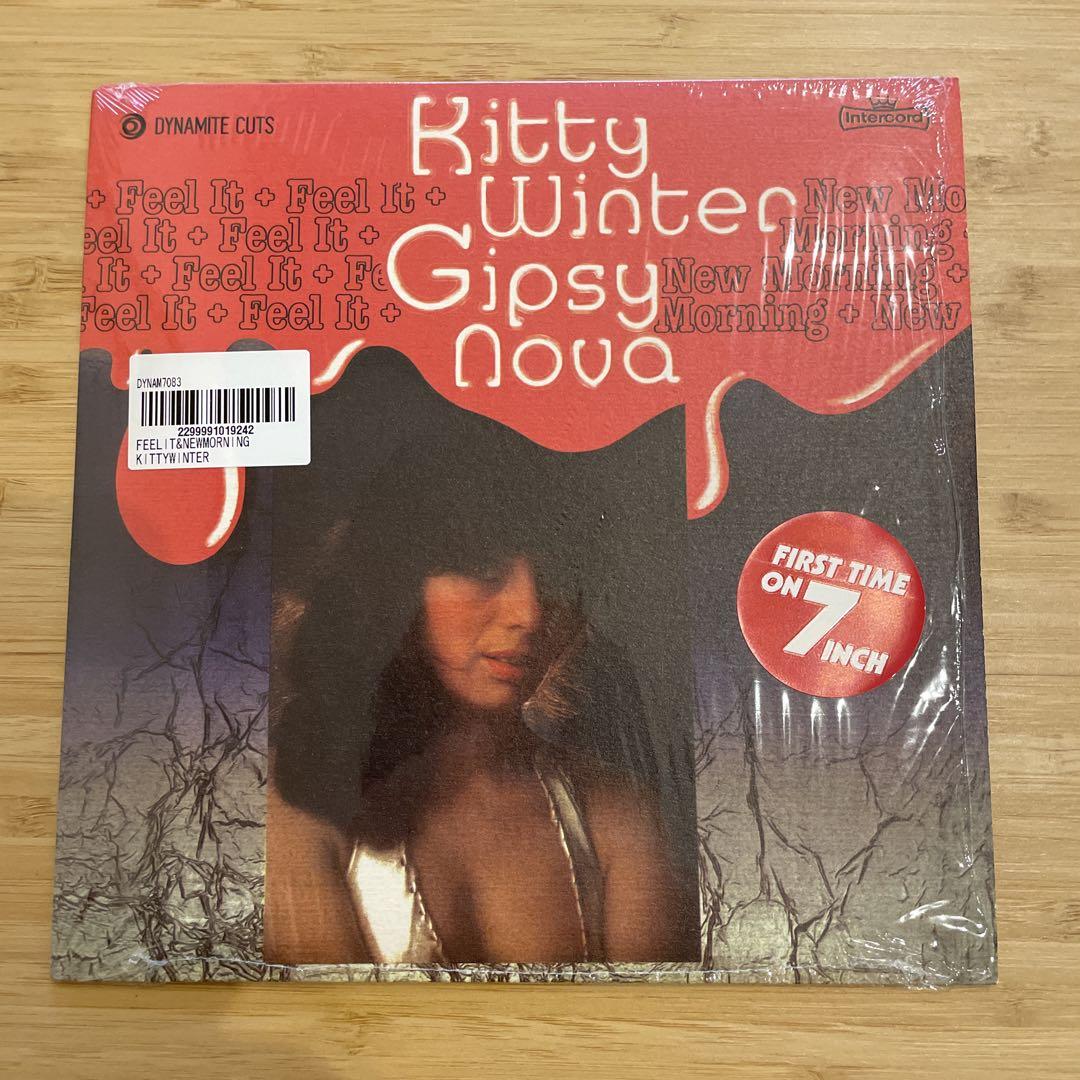 DYNAMITE CUTS
Intercord
Kitty
Winter
Gipsy
Nova
+ Feel It + Feel It +
eel It + Feel It +
It + Feel It + Fe
Feel It + Feel It +
New Mo
Morning +
New Morning +
Morning + New
DYNAM7083
2299991019242
FEELIT&NEWMORNING
KITTYWINTER
FIRST TIME
ON 7
INCH